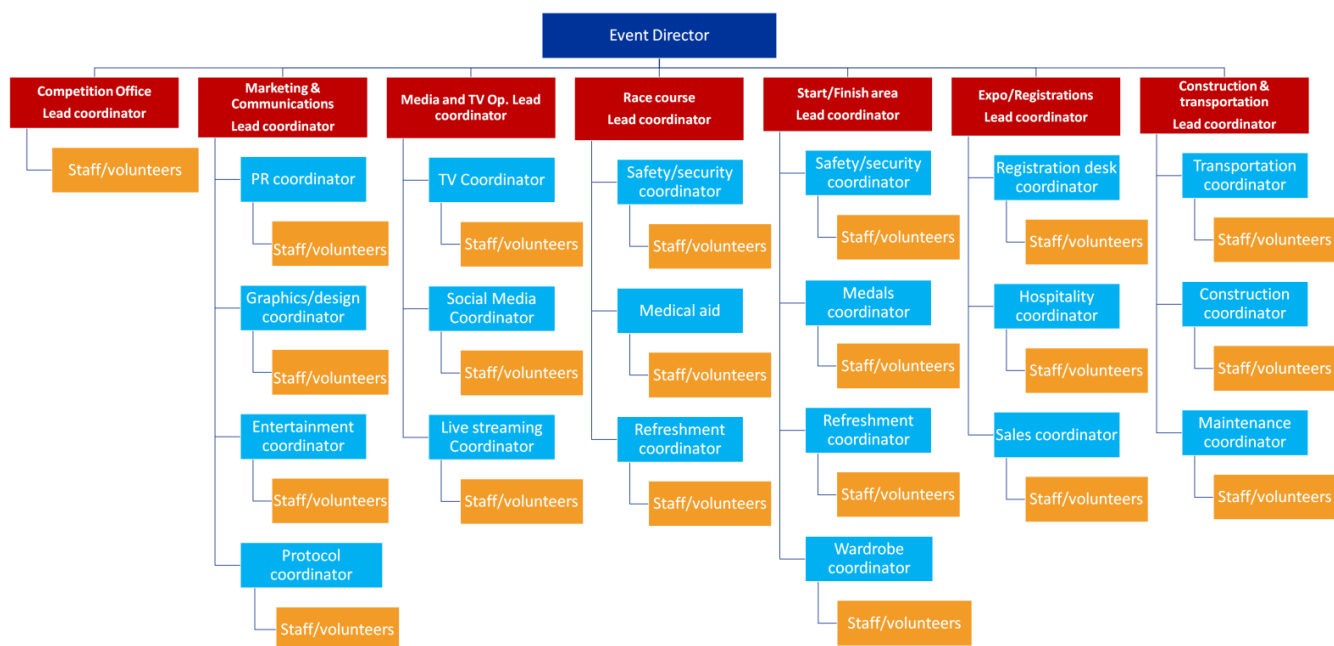 Event Director
Competition Office
Lead coordinator
Staff/volunteers
Marketing &
Communications
Lead coordinator
PR coordinator
Staff/volunteers
Graphics/design
coordinator
Staff/volunteers
Entertainment
coordinator
Staff/volunteers
Protocol
coordinator
Staff/volunteers
Media and TV Op. Lead
coordinator
TV Coordinator
Staff/volunteers
Social Media
Coordinator
Staff/volunteers
Live streaming
Coordinator
Staff/volunteers
Race course
Lead coordinator
Safety/security
coordinator
Staff/volunteers
Medical aid
Staff/volunteers
Refreshment
coordinator
Staff/volunteers
Start/Finish area
Lead coordinator
Safety/security
coordinator
Staff/volunteers
Medals
coordinator
Staff/volunteers
Refreshment
coordinator
Staff/volunteers
Wardrobe
coordinator
Staff/volunteers
Expo/Registrations
Lead coordinator
Registration desk
coordinator
Staff/volunteers
Hospitality
coordinator
Staff/volunteers
Sales coordinator
Staff/volunteers
Construction &
transportation
Lead coordinator
Transportation
coordinator
Staff/volunteers
Construction
coordinator
Staff/volunteers
Maintenance
coordinator
Staff/volunteers